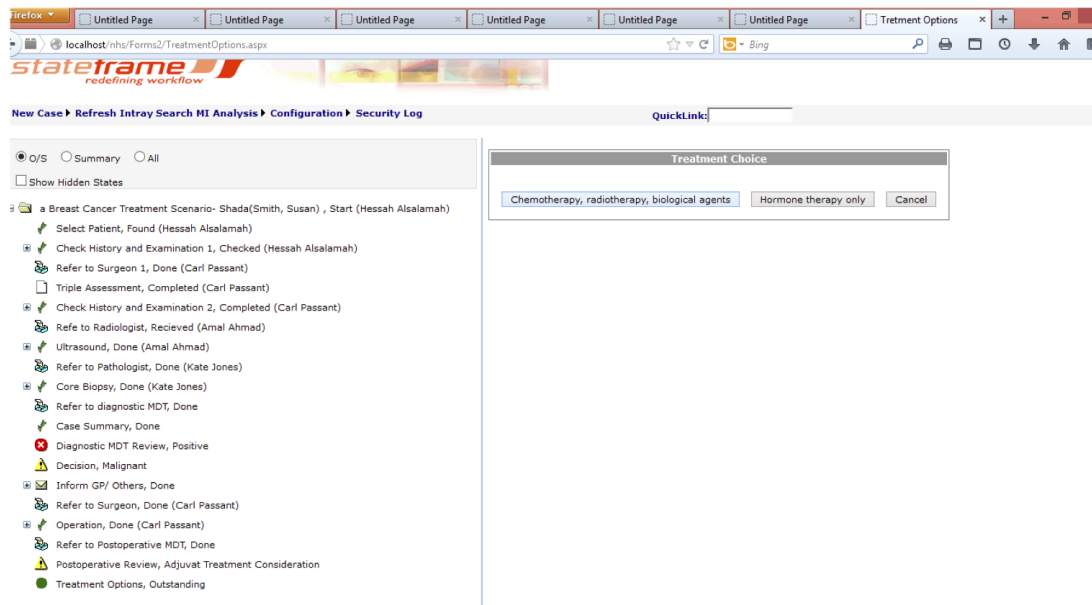 Firefox
Untitled Page × Untitled Page × Untitled Page × Untitled Page × Untitled Page × Untitled Page × Tretment Options ×
localhost/nhs/Forms2/TreatmentOptions.aspx
Bing
stateframe
redefining workflow
New Case Refresh Intray Search MI Analysis Configuration Security Log
QuickLink:
O/S Summary All
Show Hidden States
a Breast Cancer Treatment Scenario- Shada(Smith, Susan) , Start (Hessah Alsalamah)
Select Patient, Found (Hessah Alsalamah)
Check History and Examination 1, Checked (Hessah Alsalamah)
Refer to Surgeon 1, Done (Carl Passant)
Triple Assessment, Completed (Carl Passant)
Check History and Examination 2, Completed (Carl Passant)
Refe to Radiologist, Recieved (Amal Ahmad)
Ultrasound, Done (Amal Ahmad)
Refer to Pathologist, Done (Kate Jones)
Core Biopsy, Done (Kate Jones)
Refer to diagnostic MDT, Done
Case Summary, Done
Diagnostic MDT Review, Positive
Decision, Malignant
Inform GP/ Others, Done
Refer to Surgeon, Done (Carl Passant)
Operation, Done (Carl Passant)
Refer to Postoperative MDT, Done
Postoperative Review, Adjuvat Treatment Consideration
Treatment Options, Outstanding
Treatment Choice
Chemotherapy, radiotherapy, biological agents Hormone therapy only Cancel